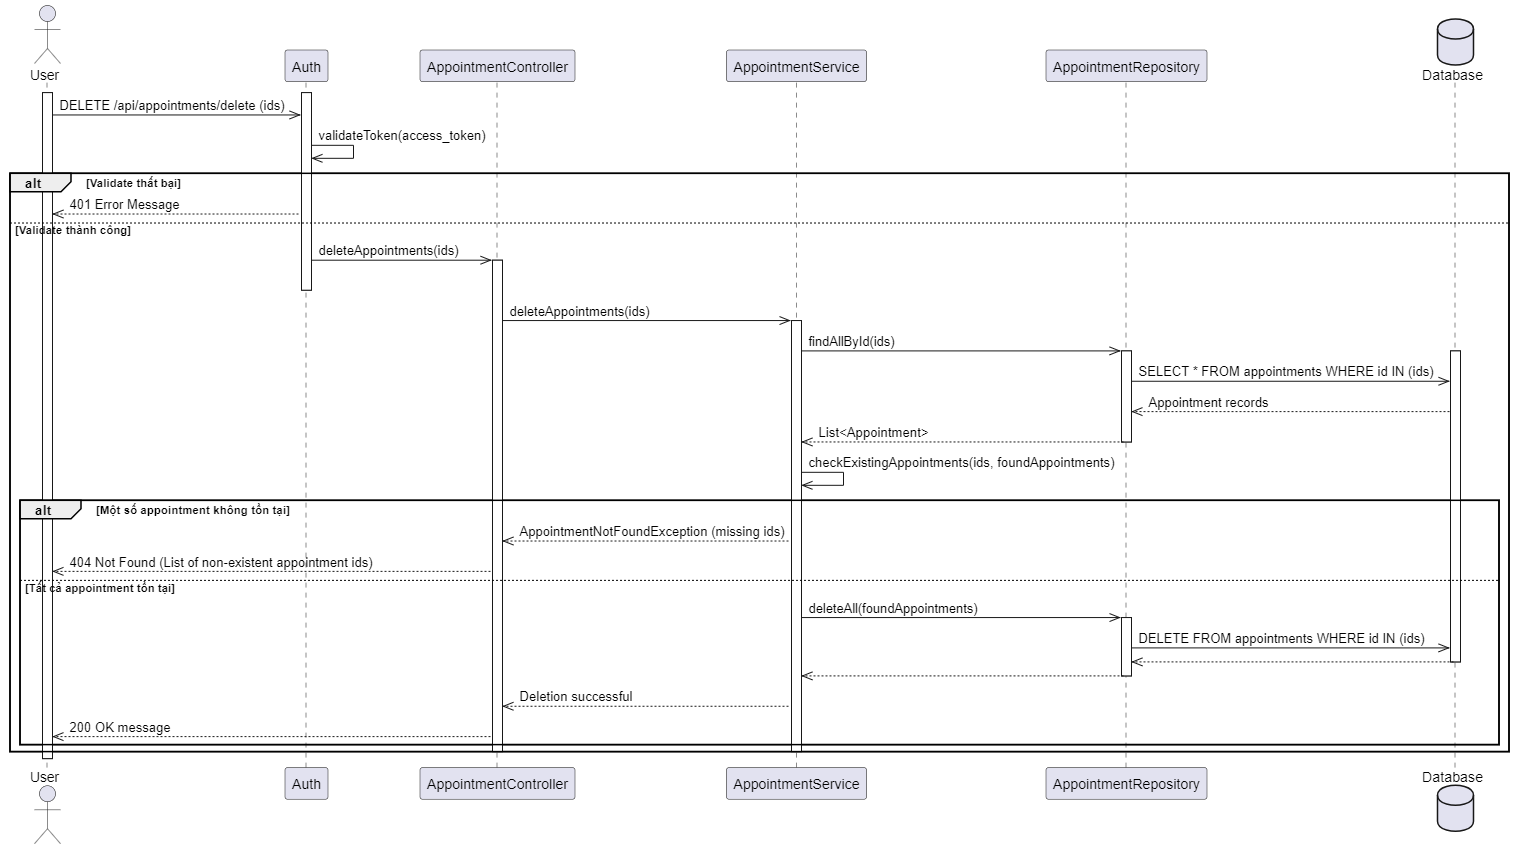 User
Auth
AppointmentController
AppointmentService
AppointmentRepository
Database
DELETE /api/appointments/delete (ids)
validateToken(access_token)
alt
[Validate thất bại]
401 Error Message
[Validate thành công]
deleteAppointments(ids)
deleteAppointments(ids)
findAllById(ids)
SELECT * FROM appointments WHERE id IN (ids)
Appointment records
List<Appointment>
checkExistingAppointments(ids, foundAppointments)
alt
[Một số appointment không tồn tại]
AppointmentNotFoundException (missing ids)
404 Not Found (List of non-existent appointment ids)
[Tất cả appointment tồn tại]
deleteAll(foundAppointments)
DELETE FROM appointments WHERE id IN (ids)
Deletion successful
200 OK message
User
Auth
AppointmentController
AppointmentService
AppointmentRepository
Database